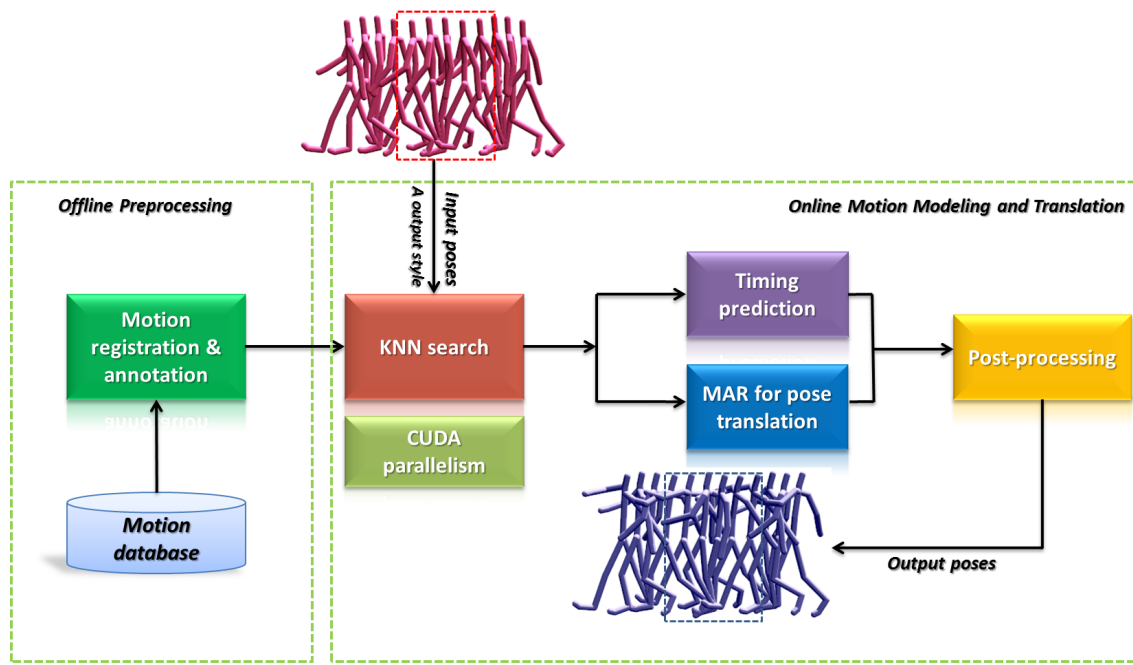 Offline Preprocessing
Input poses
A output style
Online Motion Modeling and Translation
Motion
registration &
annotation
KNN search
CUDA
parallelism
Timing
prediction
MAR for pose
translation
Post-processing
Motion
database
Output poses